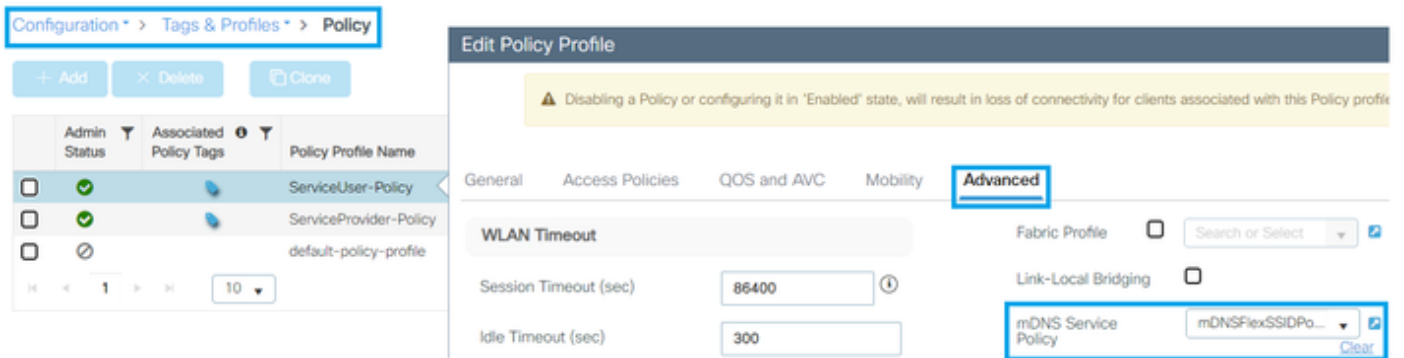 Configuration > Tags & Profiles > Policy
+ Add × Delete Clone
Admin Status Associated Policy Tags Policy Profile Name
ServiceUser-Policy
ServiceProvider-Policy
default-policy-profile
1 10
Edit Policy Profile
Disabling a Policy or configuring it in 'Enabled' state, will result in loss of connectivity for clients associated with this Policy profile
General Access Policies QOS and AVC Mobility Advanced
WLAN Timeout
Session Timeout (sec) 86400
Idle Timeout (sec) 300
Fabric Profile Search or Select
Link-Local Bridging
mDNS Service Policy mDNSFlexSSIDPo...
Clear